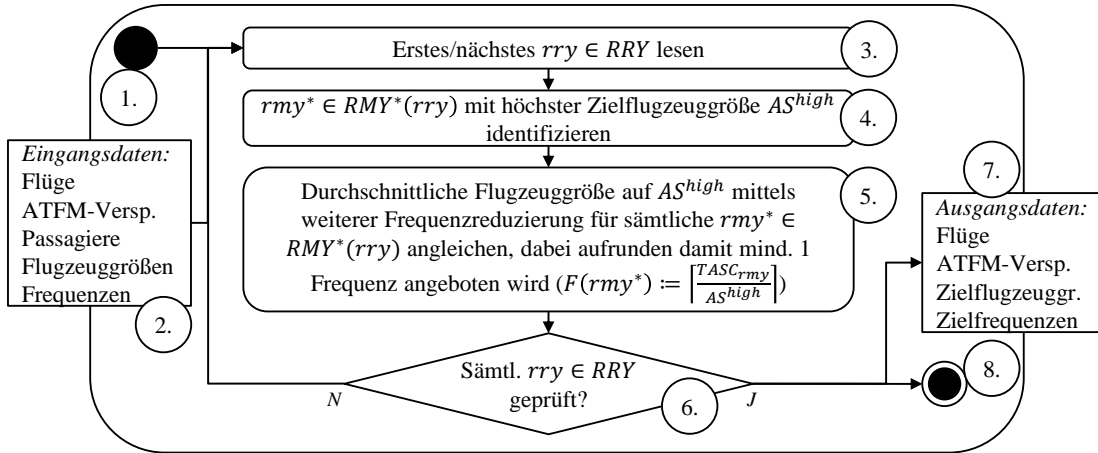 1.
Erstes/nächstes rry ∈ RRY lesen
3.
rmy* ∈ RMY*(rry) mit höchster Zielflugzeuggröße AS^high
identifizieren
4.
Eingangsdaten:
Flüge
ATFM-Versp.
Passagiere
Flugzeuggrößen
Frequenzen
2.
Durchschnittliche Flugzeuggröße auf AS^high mittels
weiterer Frequenzreduzierung für sämtliche rmy* ∈
RMY*(rry) angleichen, dabei aufrunden damit mind. 1
Frequenz angeboten wird (F(rmy*) := ⌈TASC_rmy / AS^high⌉)
5.
Sämtl. rry ∈ RRY
geprüft?
6.
N
J
7.
Ausgangsdaten:
Flüge
ATFM-Versp.
Zielflugzeuggr.
Zielfrequenzen
8.